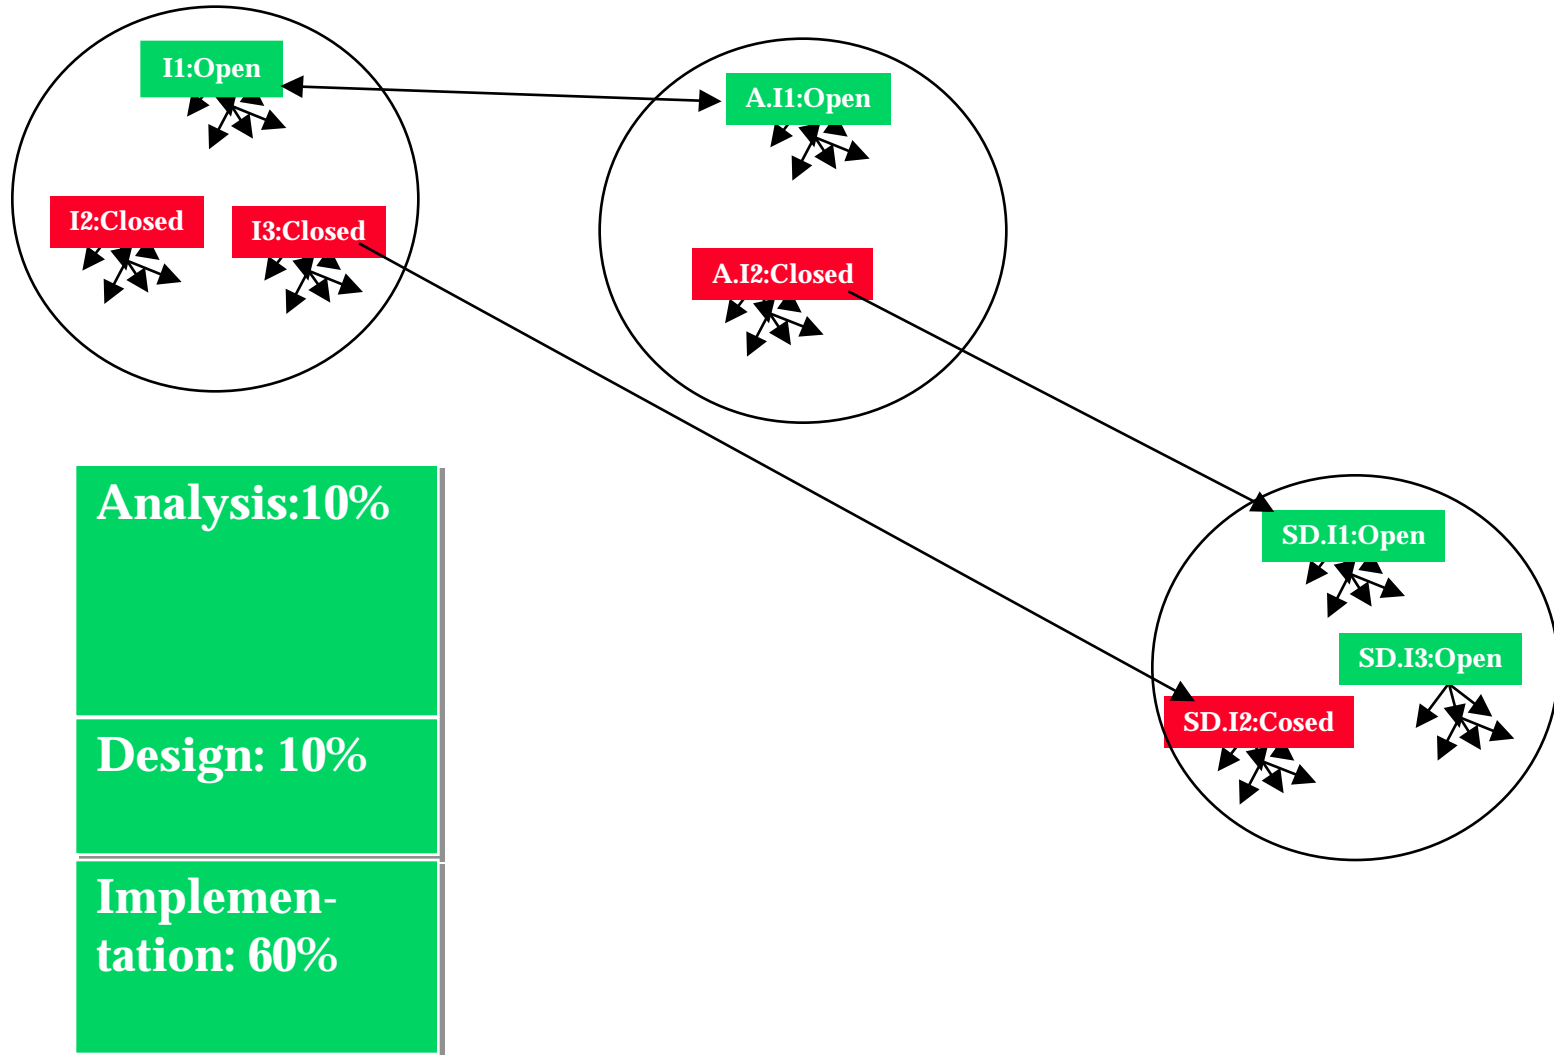 I1:Open
A.I1:Open
I2:Closed
I3:Closed
A.I2:Closed
Analysis:10%
SD.I1:Open
SD.I3:Open
SD.I2:Cosed
Design: 10%
Implemen-
tation: 60%